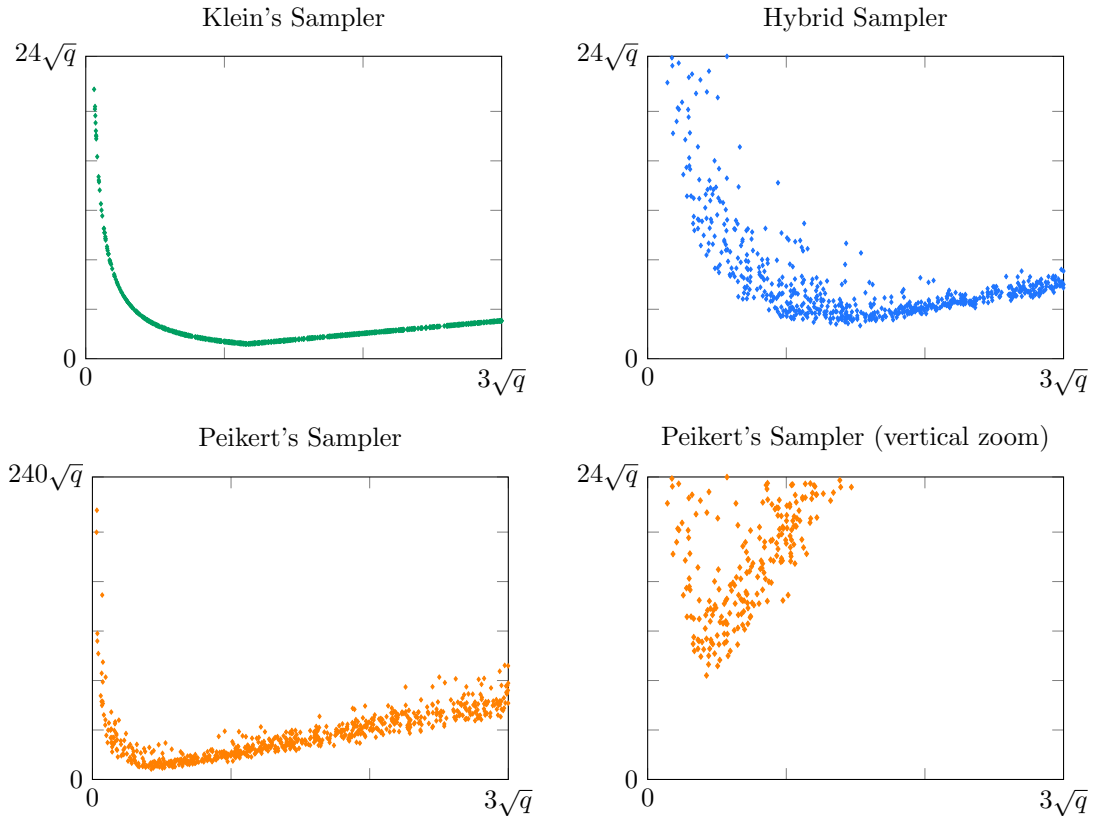 Klein's Sampler
24√q
0
0
3√q
Hybrid Sampler
24√q
0
0
3√q
Peikert's Sampler
240√q
0
0
3√q
Peikert's Sampler (vertical zoom)
24√q
0
0
3√q